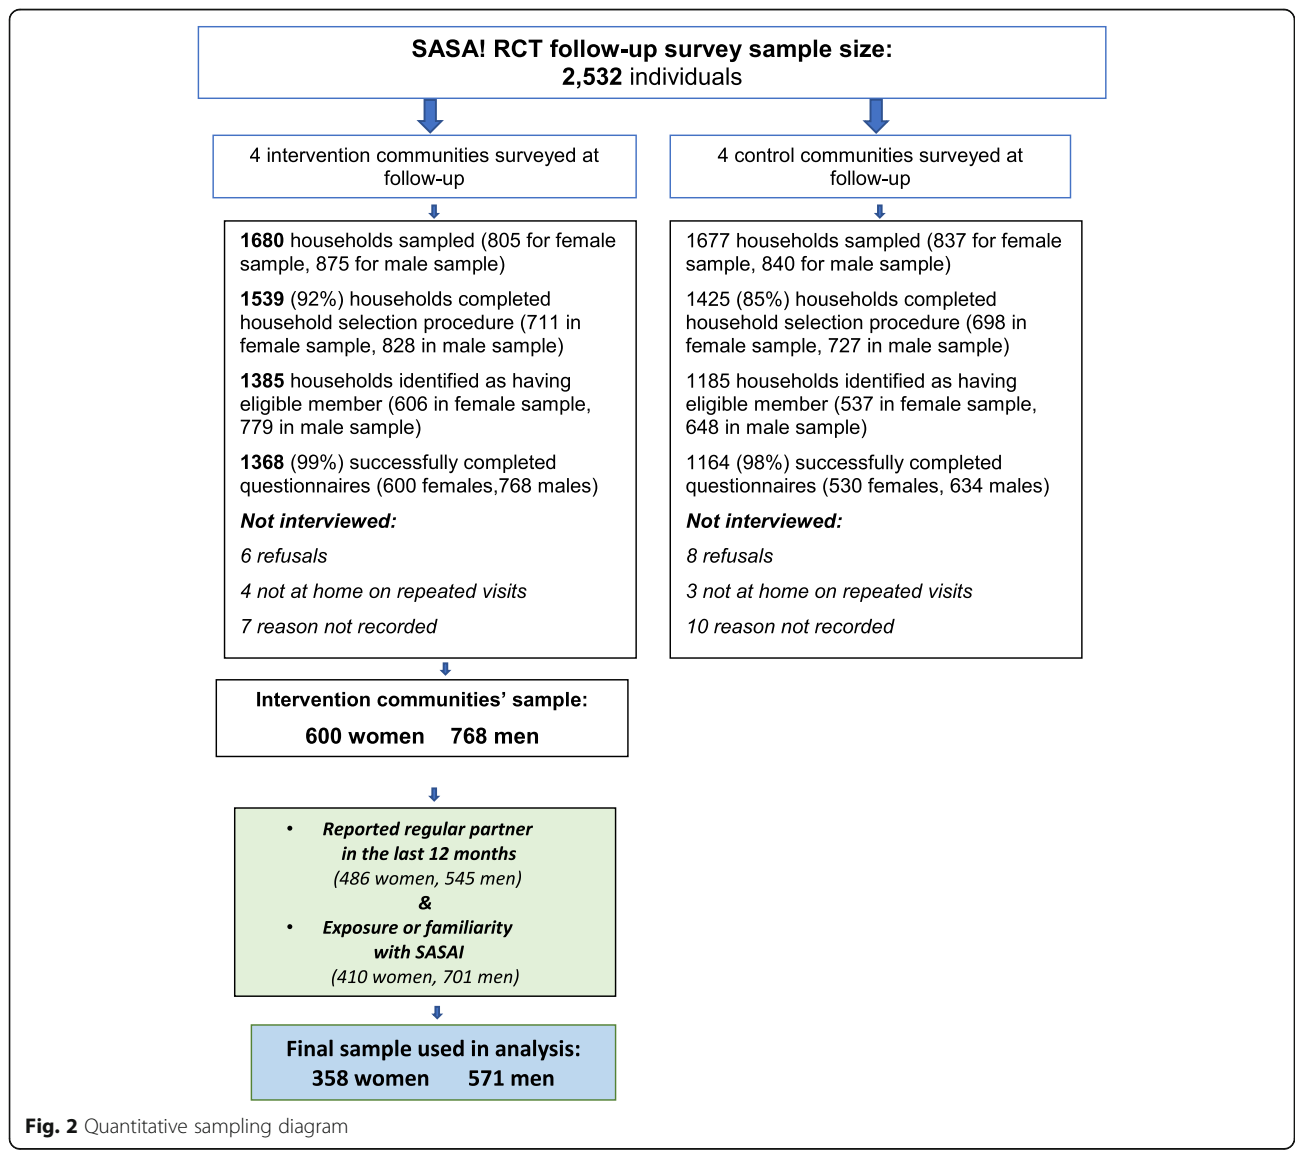 SASA! RCT follow-up survey sample size:
2,532 individuals
4 intervention communities surveyed at
follow-up
4 control communities surveyed at
follow-up
1680 households sampled (805 for female
sample, 875 for male sample)
1539 (92%) households completed
household selection procedure (711 in
female sample, 828 in male sample)
1385 households identified as having
eligible member (606 in female sample,
779 in male sample)
1368 (99%) successfully completed
questionnaires (600 females,768 males)
Not interviewed:
6 refusals
4 not at home on repeated visits
7 reason not recorded
1677 households sampled (837 for female
sample, 840 for male sample)
1425 (85%) households completed
household selection procedure (698 in
female sample, 727 in male sample)
1185 households identified as having
eligible member (537 in female sample,
648 in male sample)
1164 (98%) successfully completed
questionnaires (530 females, 634 males)
Not interviewed:
8 refusals
3 not at home on repeated visits
10 reason not recorded
Intervention communities’ sample:
600 women 768 men
• Reported regular partner
in the last 12 months
(486 women, 545 men)
&
• Exposure or familiarity
with SASAI
(410 women, 701 men)
Final sample used in analysis:
358 women 571 men
Fig. 2 Quantitative sampling diagram